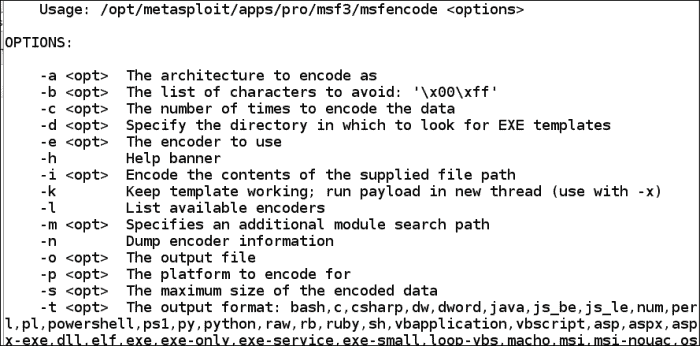 Usage: /opt/metasploit/apps/pro/msf3/msfencode <options>
OPTIONS:
-a <opt> The architecture to encode as
-b <opt> The list of characters to avoid: '\x00\xff'
-c <opt> The number of times to encode the data
-d <opt> Specify the directory in which to look for EXE templates
-e <opt> The encoder to use
-h Help banner
-i <opt> Encode the contents of the supplied file path
-k Keep template working; run payload in new thread (use with -x)
-l List available encoders
-m <opt> Specifies an additional module search path
-n Dump encoder information
-o <opt> The output file
-p <opt> The platform to encode for
-s <opt> The maximum size of the encoded data
-t <opt> The output format: bash,c,csharp,dw,dword,java,js_be,js_le,num,per
l,pl,powershell,ps1,py,python,raw,rb,ruby,sh,vbapplication,vbscript,asp,aspx,asp
x-exe,dll,elf,exe,exe-only,exe-service,exe-small,loop-vbs,macho,msi,msi-nouac,os